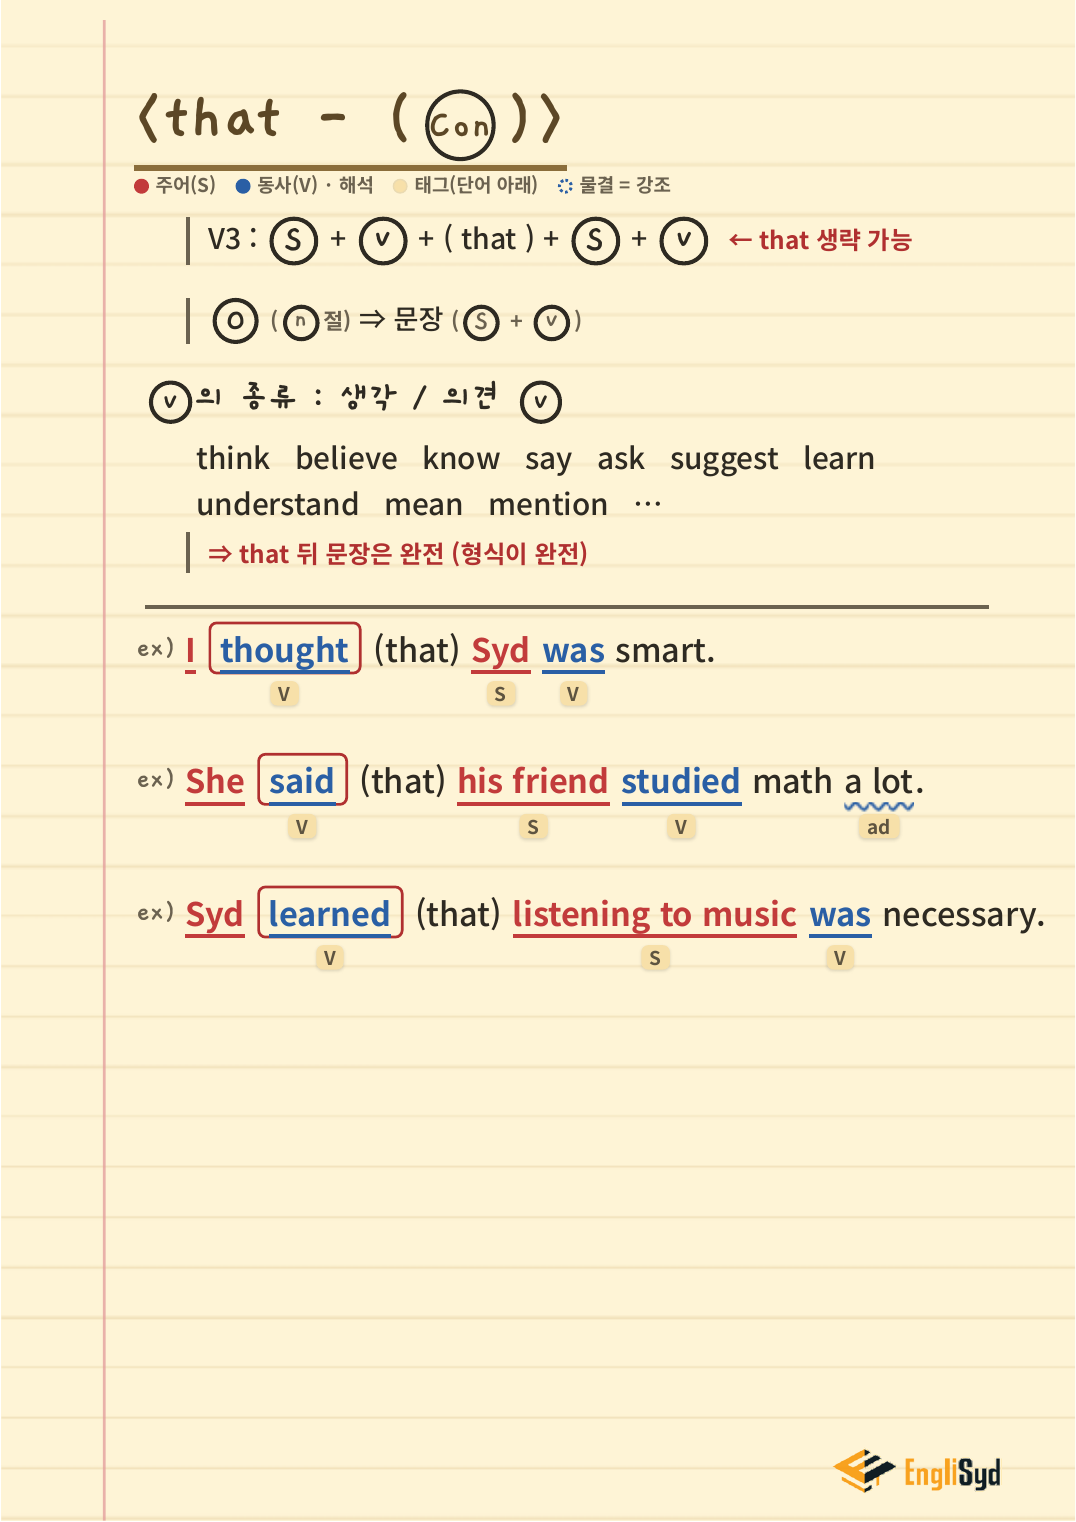 <that - (Con)>
주어(S) 동사(V) · 해석 태그(단어 아래) 물결 = 강조
V3 : S + v + ( that ) + S + v ← that 생략 가능
O ( n 절) ⇒ 문장 ( S + v )
v의 종류 : 생각 / 의견 v
think believe know say ask suggest learn
understand mean mention ···
⇒ that 뒤 문장은 완전 (형식이 완전)
ex) I thought (that) Syd was smart.
V S V
ex) She said (that) his friend studied math a lot.
V S V ad
ex) Syd learned (that) listening to music was necessary.
V S V
EngliSyd